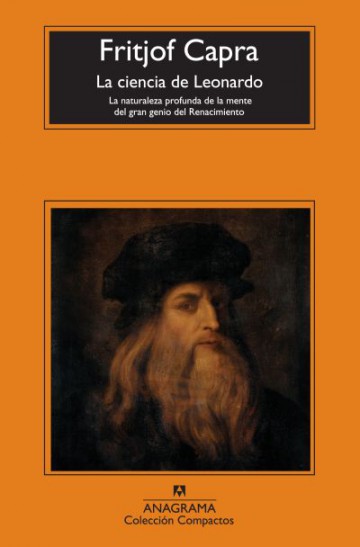 Fritjof Capra
La ciencia de Leonardo
La naturaleza profunda de la mente
del gran genio del Renacimiento
ANAGRAMA
Colección Compactos